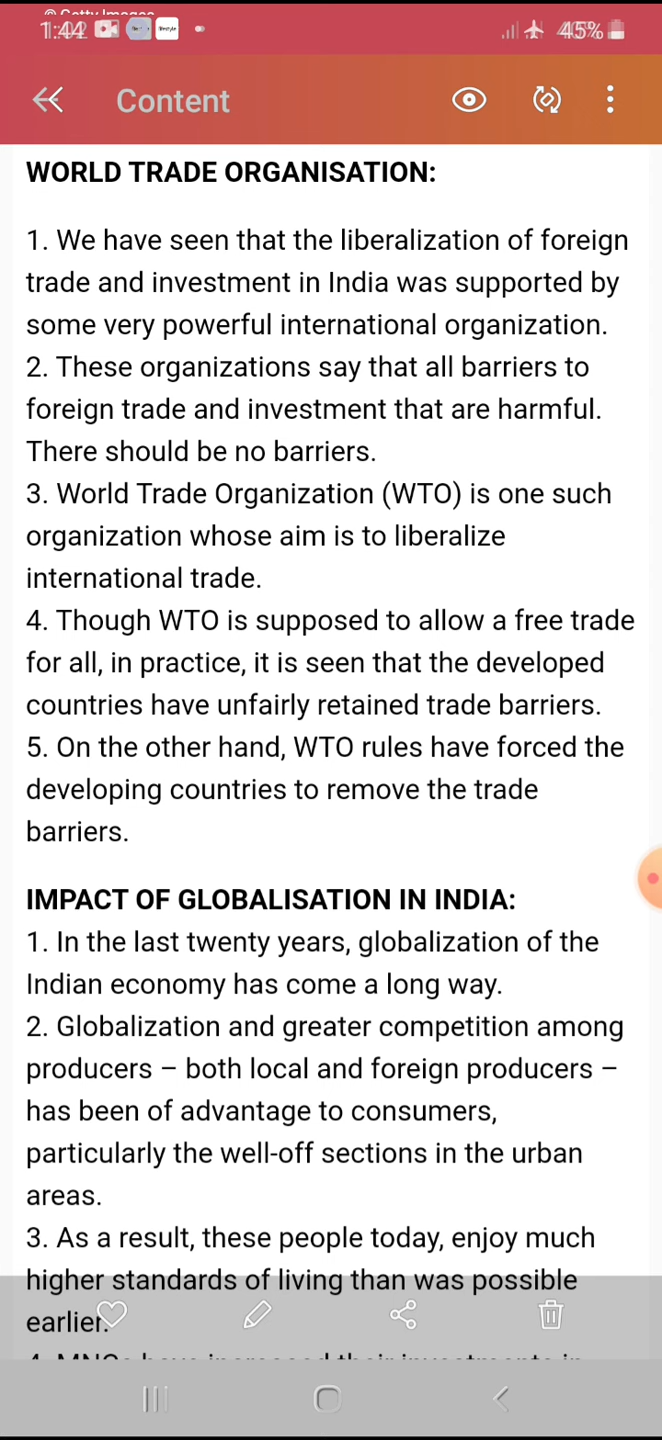 © Getty Images
45%
Content
WORLD TRADE ORGANISATION:
1. We have seen that the liberalization of foreign
trade and investment in India was supported by
some very powerful international organization.
2. These organizations say that all barriers to
foreign trade and investment that are harmful.
There should be no barriers.
3. World Trade Organization (WTO) is one such
organization whose aim is to liberalize
international trade.
4. Though WTO is supposed to allow a free trade
for all, in practice, it is seen that the developed
countries have unfairly retained trade barriers.
5. On the other hand, WTO rules have forced the
developing countries to remove the trade
barriers.
IMPACT OF GLOBALISATION IN INDIA:
1. In the last twenty years, globalization of the
Indian economy has come a long way.
2. Globalization and greater competition among
producers – both local and foreign producers –
has been of advantage to consumers,
particularly the well-off sections in the urban
areas.
3. As a result, these people today, enjoy much
higher standards of living than was possible
earlier.